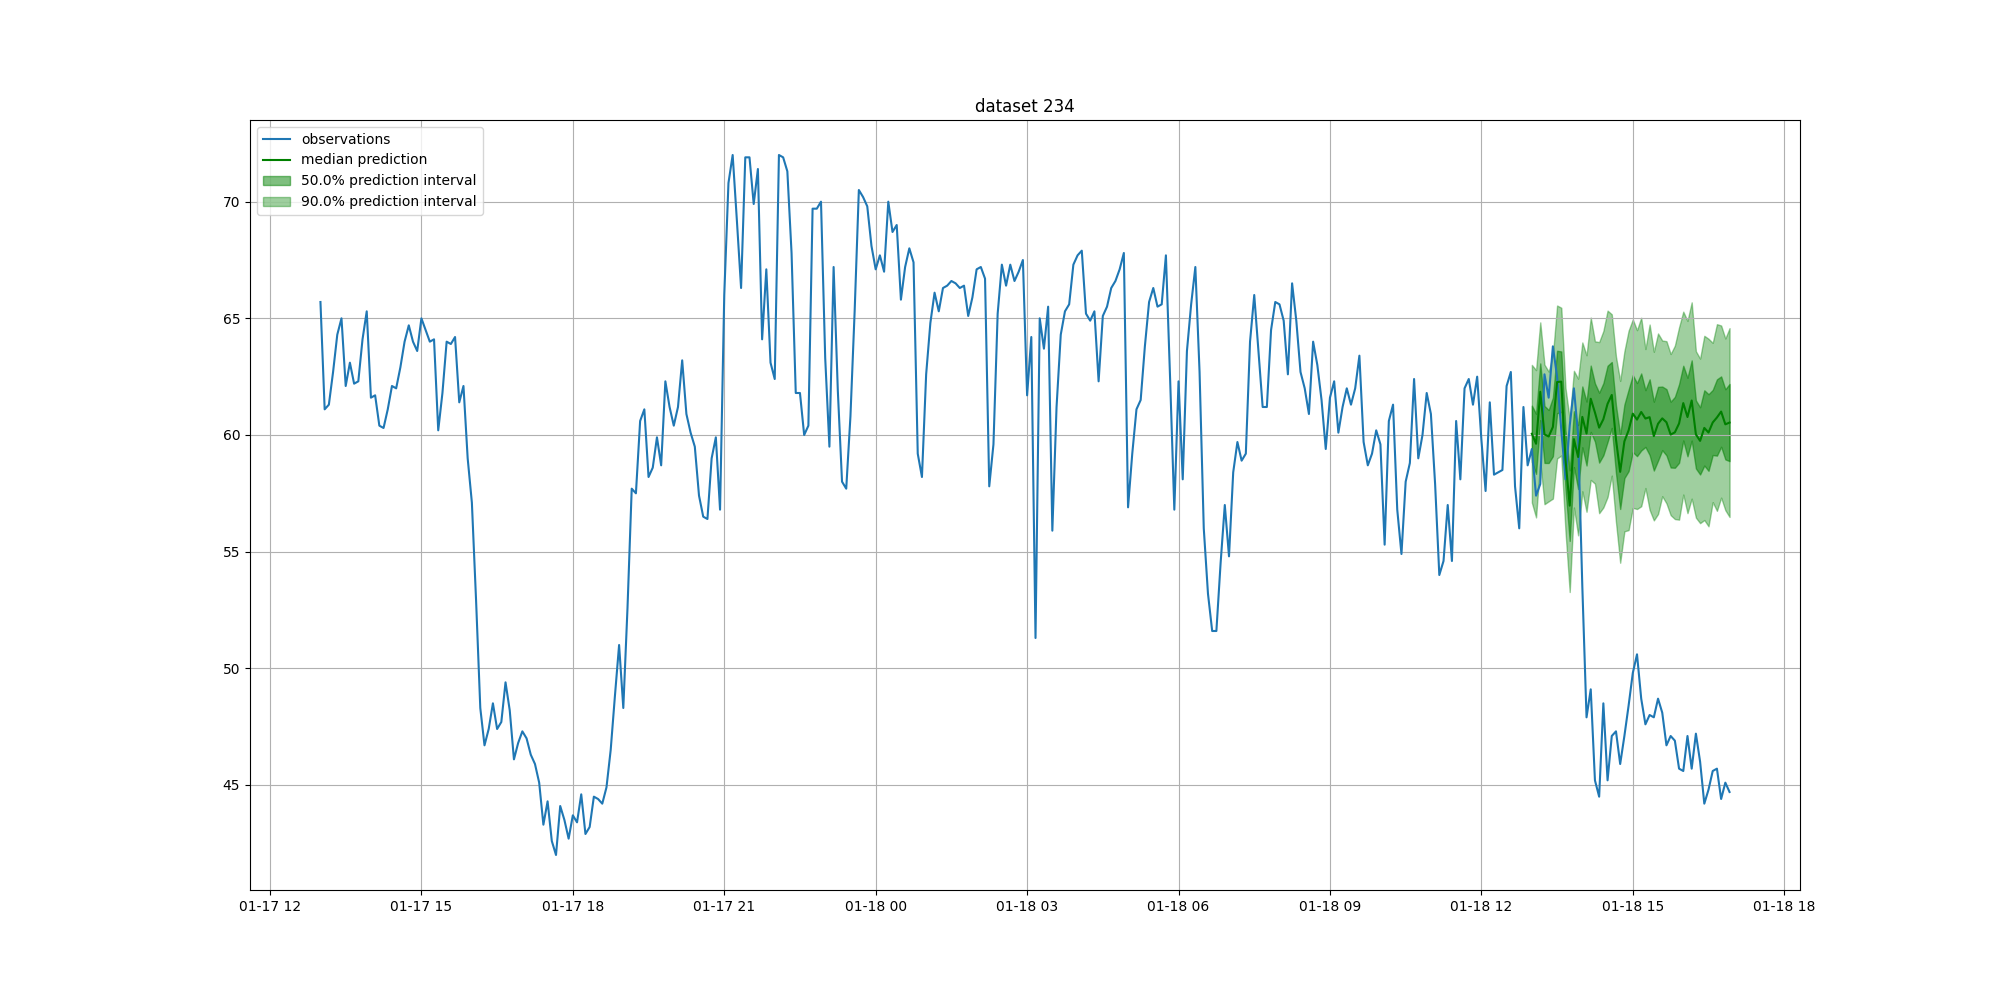 dataset 234
observations
median prediction
50.0% prediction interval
90.0% prediction interval
70
65
60
55
50
45
01-17 12 01-17 15 01-17 18 01-17 21 01-18 00 01-18 03 01-18 06 01-18 09 01-18 12 01-18 15 01-18 18